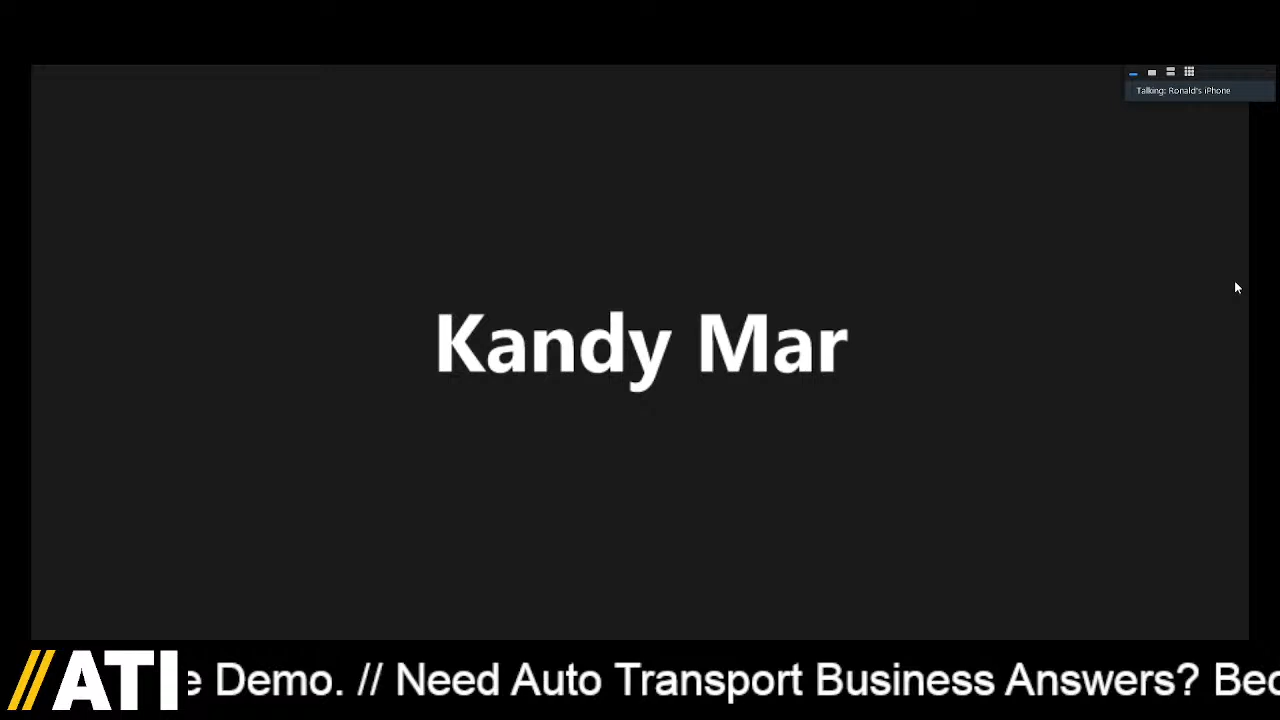 Talking: Ronald's iPhone
Kandy Mar
//ATI
e Demo. // Need Auto Transport Business Answers? Bec